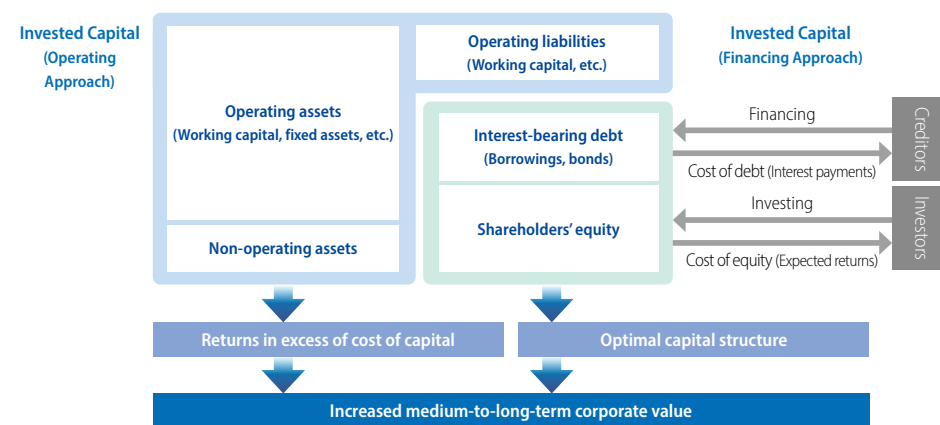 Invested Capital
(Operating
Approach)
Operating assets
(Working capital, fixed assets, etc.)
Non-operating assets
Operating liabilities
(Working capital, etc.)
Interest-bearing debt
(Borrowings, bonds)
Shareholders' equity
Invested Capital
(Financing Approach)
Financing
Cost of debt (Interest payments)
Creditors
Investing
Cost of equity (Expected returns)
Investors
Returns in excess of cost of capital
Optimal capital structure
Increased medium-to-long-term corporate value